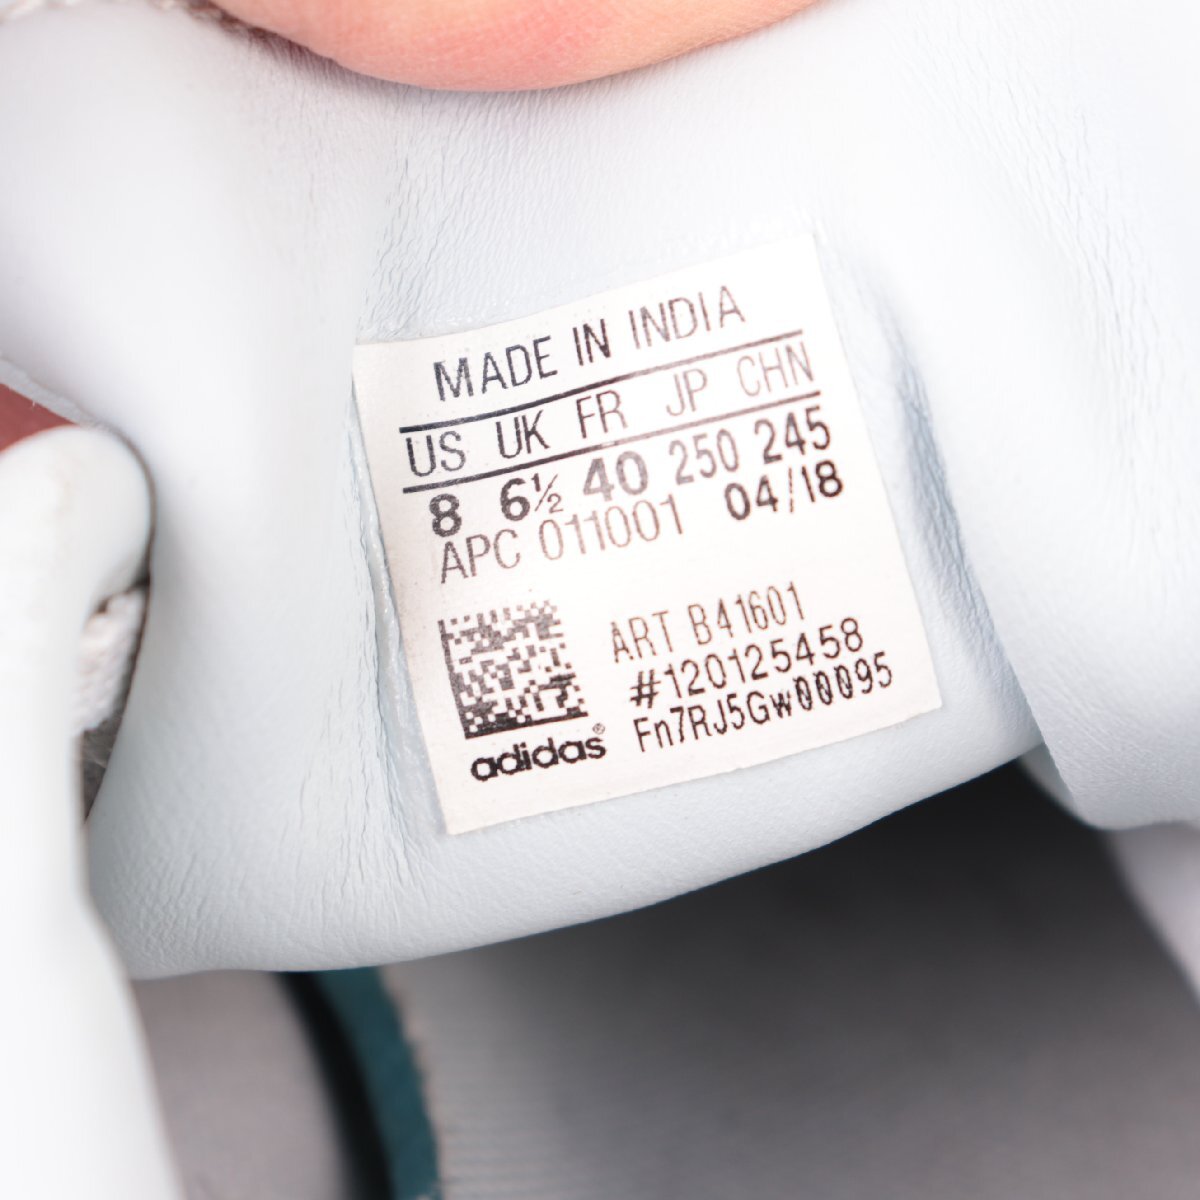 MADE IN INDIA
US UK FR JP CHN
8 6½ 40 250 245
APC 011001 04/18
ART B41601
#120125458
Fn7RJ5Gw00095
adidas®